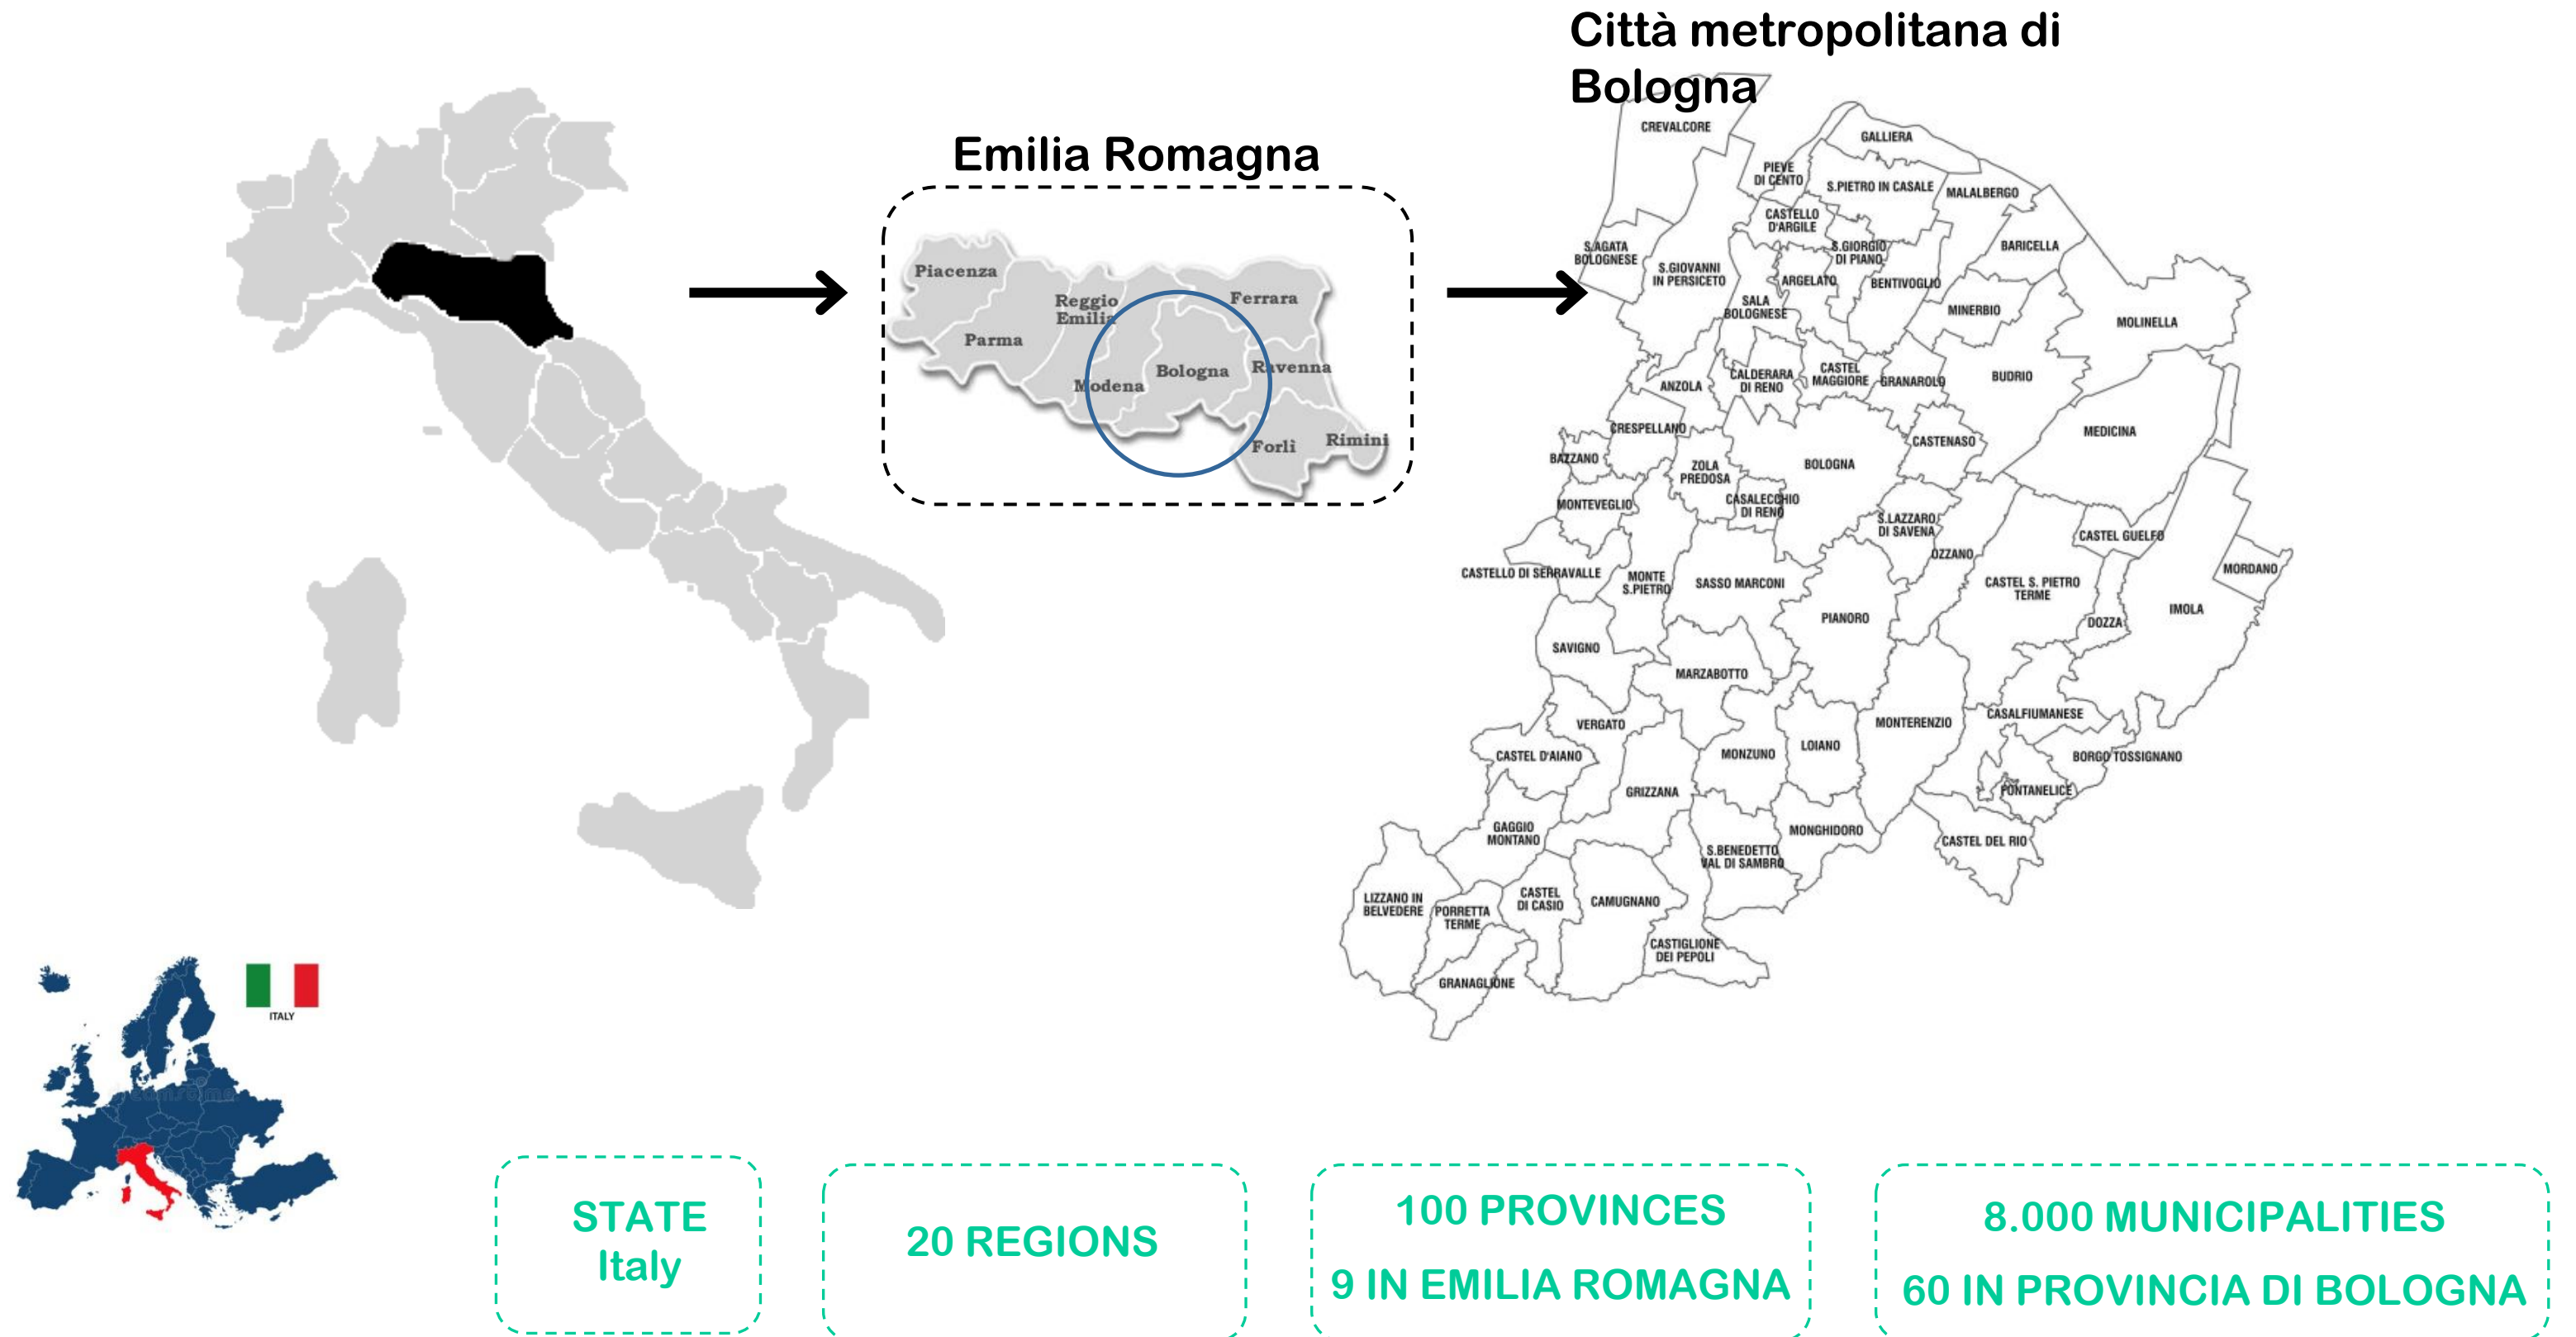 Città metropolitana di
Bologna
Emilia Romagna
Piacenza
Parma
Reggio
Emilia
Modena
Bologna
Ferrara
Ravenna
Forlì
Rimini
CREVALCORE
GALLIERA
PIEVE
DI CENTO
S.PIETRO IN CASALE
MALALBERGO
CASTELLO
D'ARGILE
S.AGATA
BOLOGNESE
S.GIOVANNI
IN PERSICETO
S.GIORGIO
DI PIANO
BARICELLA
ARGELATO
BENTIVOGLIO
SALA
BOLOGNESE
MINERBIO
MOLINELLA
ANZOLA
CALDERARA
DI RENO
CASTEL
MAGGIORE
GRANAROLO
BUDRIO
CRESPELLANO
CASTENASO
MEDICINA
BAZZANO
ZOLA
PREDOSA
BOLOGNA
MONTEVEGLIO
CASALECCHIO
DI RENO
S.LAZZARO
DI SAVENA
OZZANO
CASTEL GUELFO
CASTELLO DI SERRAVALLE
MONTE
S.PIETRO
SASSO MARCONI
CASTEL S. PIETRO
TERME
MORDANO
IMOLA
PIANORO
DOZZA
SAVIGNO
MARZABOTTO
VERGATO
MONTERENZIO
CASALFIUMANESE
CASTEL D'AIANO
MONZUNO
LOIANO
BORGO TOSSIGNANO
GRIZZANA
FONTANELICE
GAGGIO
MONTANO
MONGHIDORO
CASTEL DEL RIO
S.BENEDETTO
VAL DI SAMBRO
LIZZANO IN
BELVEDERE
PORRETTA
TERME
CASTEL
DI CASIO
CAMUGNANO
CASTIGLIONE
DEI PEPOLI
GRANAGLIONE
ITALY
STATE
Italy
20 REGIONS
100 PROVINCES
9 IN EMILIA ROMAGNA
8.000 MUNICIPALITIES
60 IN PROVINCIA DI BOLOGNA